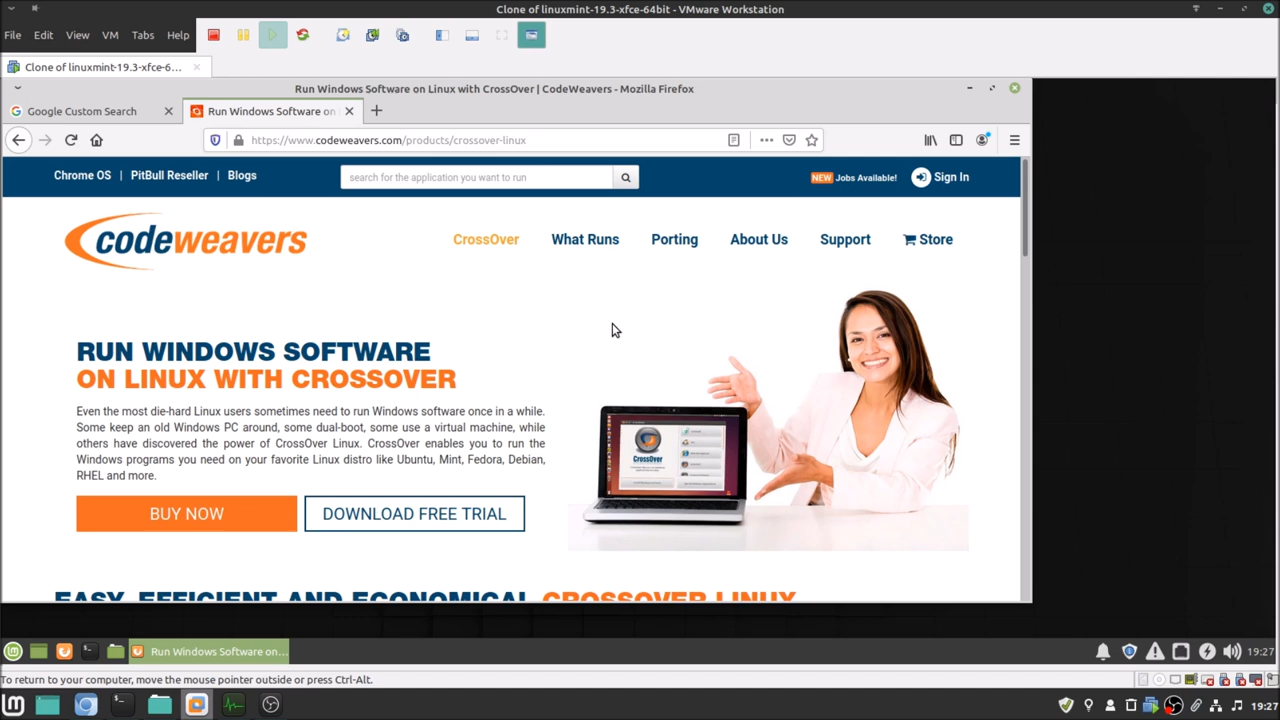 Clone of linuxmint-19.3-xfce-64bit - VMware Workstation
File Edit View VM Tabs Help
Clone of linuxmint-19.3-xfce-6...
Run Windows Software on Linux with CrossOver | CodeWeavers - Mozilla Firefox
Google Custom Search
Run Windows Software on
https://www.codeweavers.com/products/crossover-linux
Chrome OS | PitBull Reseller | Blogs
search for the application you want to run
NEW Jobs Available!
Sign In
codeweavers
CrossOver What Runs Porting About Us Support Store
RUN WINDOWS SOFTWARE
ON LINUX WITH CROSSOVER
Even the most die-hard Linux users sometimes need to run Windows software once in a while.
Some keep an old Windows PC around, some dual-boot, some use a virtual machine, while
others have discovered the power of CrossOver Linux. CrossOver enables you to run the
Windows programs you need on your favorite Linux distro like Ubuntu, Mint, Fedora, Debian,
RHEL and more.
CrossOver
BUY NOW
DOWNLOAD FREE TRIAL
EASY, EFFICIENT AND ECONOMICAL CROSSOVER LINUX
Run Windows Software on...
19:27
To return to your computer, move the mouse pointer outside or press Ctrl-Alt.
19:27